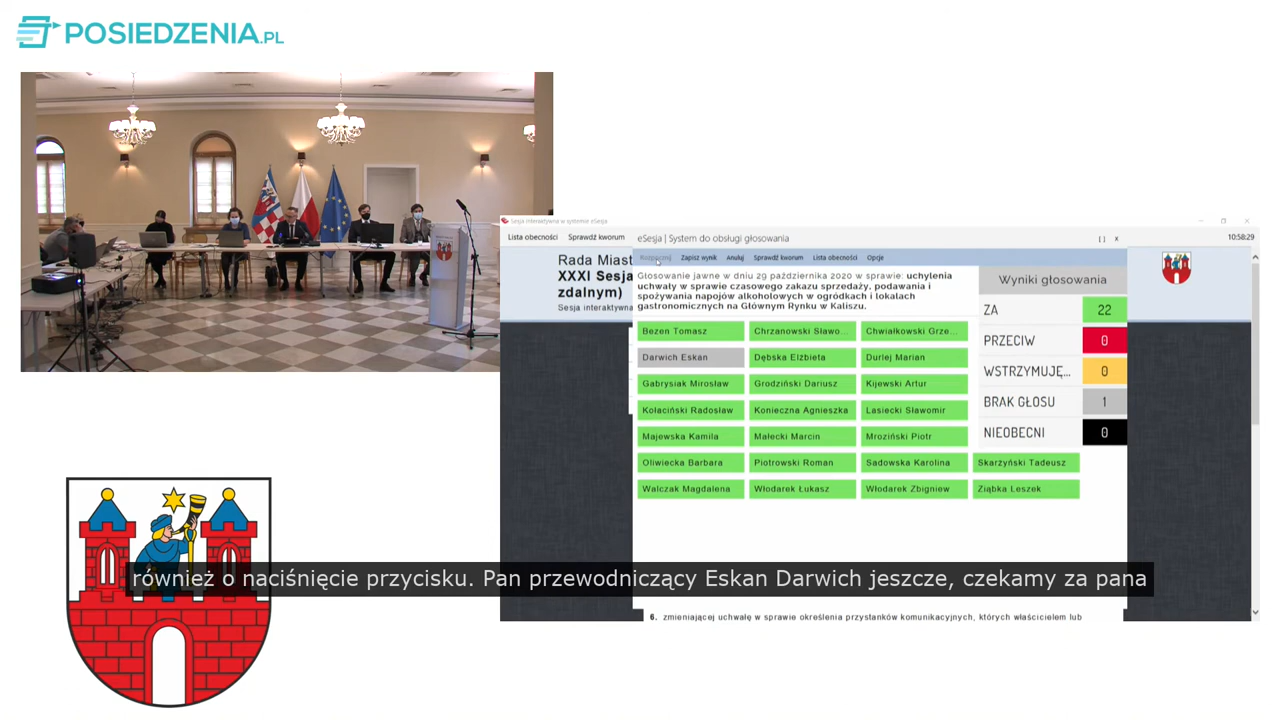 POSIEDZENIA.PL
Sesja interaktywna w systemie eSesja
Lista obecności Sprawdź kworum
eSesja | System do obsługi głosowania
[ ] x
10:58:29
Rada Miast
XXXI Sesja
zdalnym)
Sesja interaktywna
Rozpocznij Zapisz wynik Anuluj Sprawdź kworum Lista obecności Opcje
Głosowanie jawne w dniu 29 października 2020 w sprawie: uchylenia
uchwały w sprawie czasowego zakazu sprzedaży, podawania i
spożywania napojów alkoholowych w ogródkach i lokalach
gastronomicznych na Głównym Rynku w Kaliszu.
Wyniki głosowania
ZA 22
PRZECIW 0
WSTRZYMUJĘ... 0
BRAK GŁOSU 1
NIEOBECNI 0
Bezen Tomasz Chrzanowski Sławo... Chwiałkowski Grze...
Darwich Eskan Dębska Elżbieta Durlej Marian
Gabrysiak Mirosław Grodziński Dariusz Kijewski Artur
Kołaciński Radosław Konieczna Agnieszka Lasiecki Sławomir
Majewska Kamila Małecki Marcin Mroziński Piotr
Oliwiecka Barbara Piotrowski Roman Sadowska Karolina Skarżyński Tadeusz
Walczak Magdalena Włodarek Łukasz Włodarek Zbigniew Ziąbka Leszek
również o naciśnięcie przycisku. Pan przewodniczący Eskan Darwich jeszcze, czekamy za pana
6. zmieniającej uchwałę w sprawie określenia przystanków komunikacyjnych, których właścicielem lub